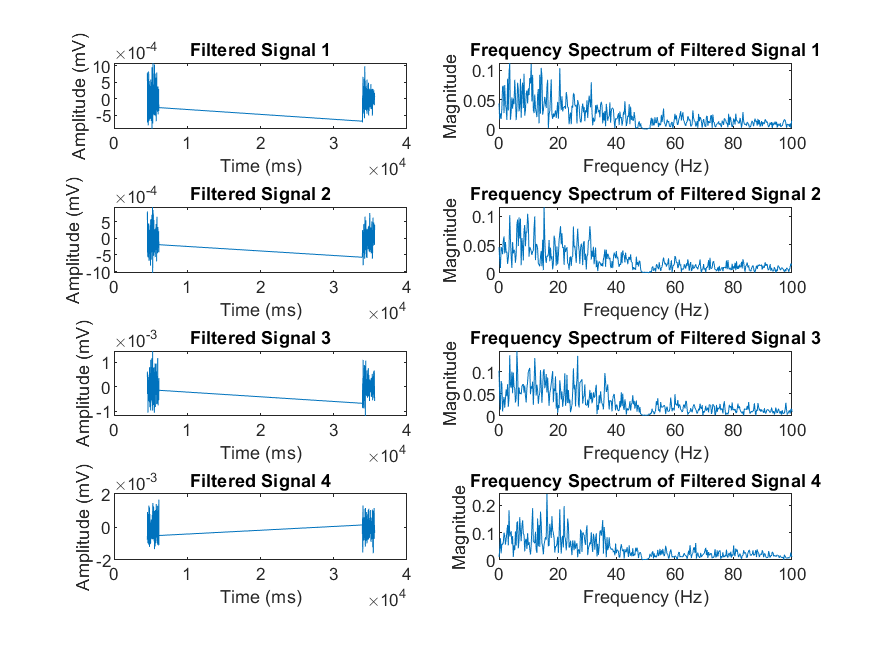 Filtered Signal 1
×10⁻⁴
Amplitude (mV)
10
5
0
-5
0 1 2 3 4
Time (ms)
×10⁴
Frequency Spectrum of Filtered Signal 1
Magnitude
0.1
0.05
0
0 20 40 60 80 100
Frequency (Hz)
Filtered Signal 2
×10⁻⁴
Amplitude (mV)
5
0
-5
-10
0 1 2 3 4
Time (ms)
×10⁴
Frequency Spectrum of Filtered Signal 2
Magnitude
0.1
0.05
0
0 20 40 60 80 100
Frequency (Hz)
Filtered Signal 3
×10⁻³
Amplitude (mV)
1
0
-1
0 1 2 3 4
Time (ms)
×10⁴
Frequency Spectrum of Filtered Signal 3
Magnitude
0.1
0.05
0
0 20 40 60 80 100
Frequency (Hz)
Filtered Signal 4
×10⁻³
Amplitude (mV)
2
0
-2
0 1 2 3 4
Time (ms)
×10⁴
Frequency Spectrum of Filtered Signal 4
Magnitude
0.2
0.1
0
0 20 40 60 80 100
Frequency (Hz)